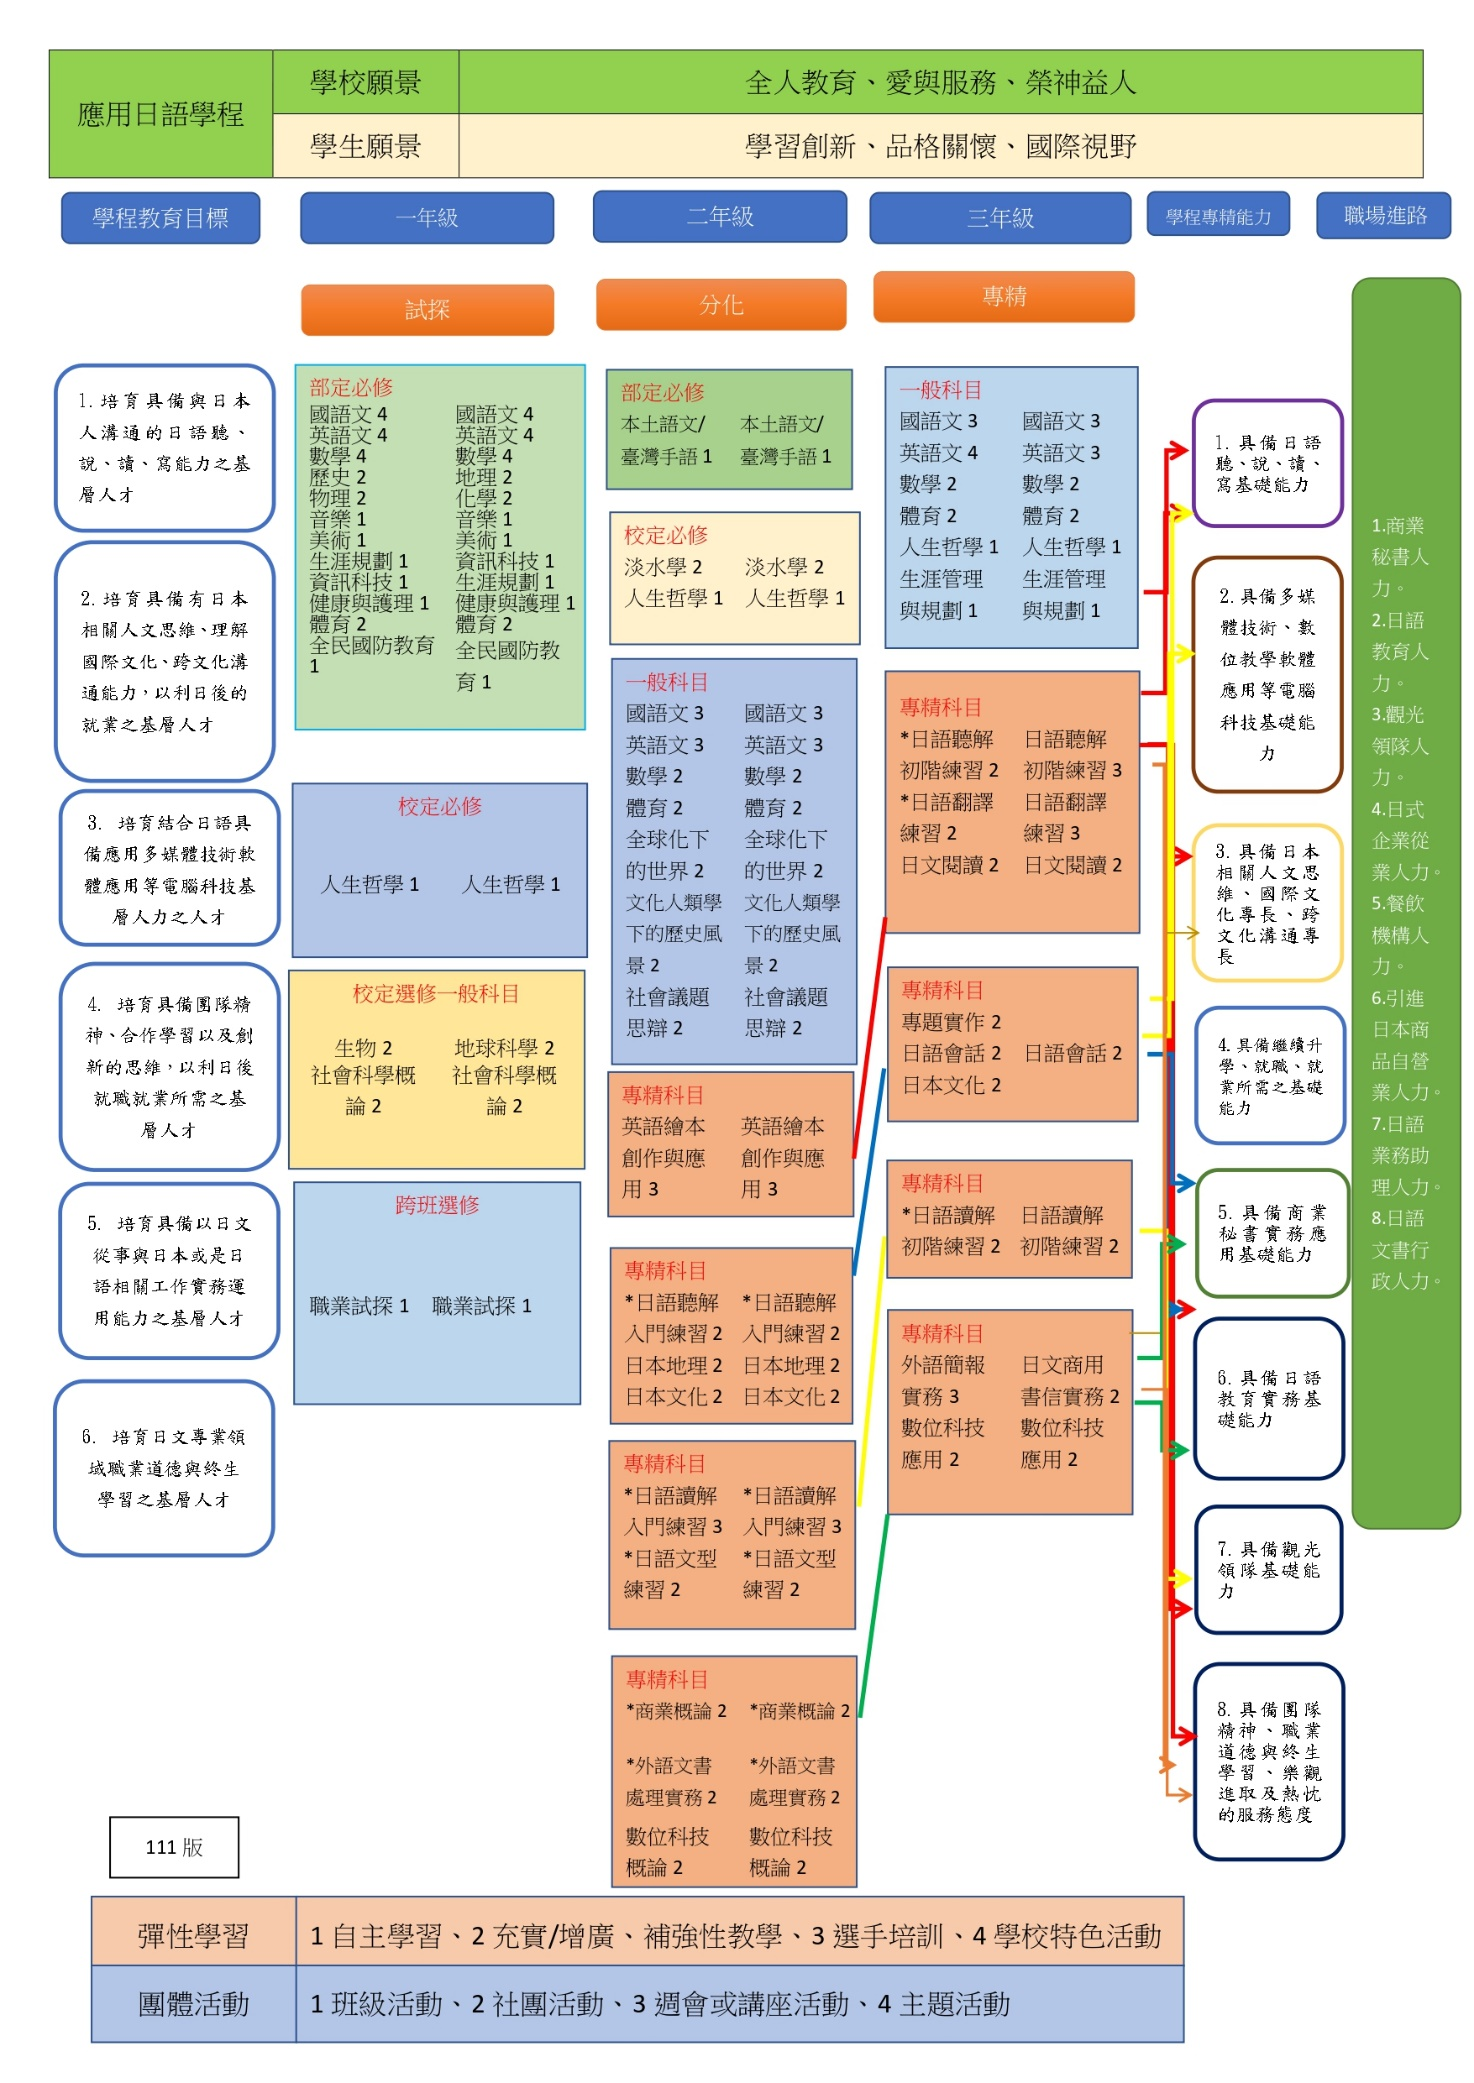 應用日語學程
學校願景
全人教育、愛與服務、榮神益人
學生願景
學習創新、品格關懷、國際視野
學程教育目標
一年級
二年級
三年級
學程專精能力
職場進路
試探
分化
專精
1. 培育具備與日本
人溝通的日語聽、
說、讀、寫能力之基
層人才
2. 培育具備有日本
相關人文思維、理解
國際文化、跨文化溝
通能力，以利日後的
就業之基層人才
3. 培育結合日語具
備應用多媒體技術軟
體應用等電腦科技基
層人力之人才
4. 培育具備團隊精
神、合作學習以及創
新的思維，以利日後
就職就業所需之基
層人才
5. 培育具備以日文
從事與日本或是日
語相關工作實務運
用能力之基層人才
6. 培育日文專業領
域職業道德與終生
學習之基層人才
部定必修
國語文 4 國語文 4
英語文 4 英語文 4
數學 4 數學 4
歷史 2 地理 2
物理 2 化學 2
音樂 1 音樂 1
美術 1 美術 1
生涯規劃 1 資訊科技 1
資訊科技 1 生涯規劃 1
健康與護理 1 健康與護理 1
體育 2 體育 2
全民國防教育 全民國防教
1 育 1
校定必修
人生哲學 1 人生哲學 1
校定選修一般科目
生物 2 地球科學 2
社會科學概 社會科學概
論 2 論 2
跨班選修
職業試探 1 職業試探 1
部定必修
本土語文/ 本土語文/
臺灣手語 1 臺灣手語 1
校定必修
淡水學 2 淡水學 2
人生哲學 1 人生哲學 1
一般科目
國語文 3 國語文 3
英語文 3 英語文 3
數學 2 數學 2
體育 2 體育 2
全球化下 全球化下
的世界 2 的世界 2
文化人類學 文化人類學
下的歷史風 下的歷史風
景 2 景 2
社會議題 社會議題
思辯 2 思辯 2
專精科目
英語繪本 英語繪本
創作與應 創作與應
用 3 用 3
專精科目
*日語聽解 *日語聽解
入門練習 2 入門練習 2
日本地理 2 日本地理 2
日本文化 2 日本文化 2
專精科目
*日語讀解 *日語讀解
入門練習 3 入門練習 3
*日語文型 *日語文型
練習 2 練習 2
專精科目
*商業概論 2 *商業概論 2
*外語文書 *外語文書
處理實務 2 處理實務 2
數位科技 數位科技
概論 2 概論 2
一般科目
國語文 3 國語文 3
英語文 4 英語文 3
數學 2 數學 2
體育 2 體育 2
人生哲學 1 人生哲學 1
生涯管理 生涯管理
與規劃 1 與規劃 1
專精科目
*日語聽解 日語聽解
初階練習 2 初階練習 3
*日語翻譯 日語翻譯
練習 2 練習 3
日文閱讀 2 日文閱讀 2
專精科目
專題實作 2
日語會話 2 日語會話 2
日本文化 2
專精科目
*日語讀解 日語讀解
初階練習 2 初階練習 2
專精科目
外語簡報 日文商用
實務 3 書信實務 2
數位科技 數位科技
應用 2 應用 2
1. 具備日語
聽、說、讀、
寫基礎能力
2. 具備多媒
體技術、數
位教學軟體
應用等電腦
科技基礎能
力
3. 具備日本
相關人文思
維、國際文
化專長、跨
文化溝通專
長
4. 具備繼續升
學、就職、就
業所需之基礎
能力
5. 具備商業
秘書實務應
用基礎能力
6. 具備日語
教育實務基
礎能力
7. 具備觀光
領隊基礎能
力
8. 具備團隊
精神、職業
道德與終生
學習、樂觀
進取及熱忱
的服務態度
1.商業
秘書人
力。
2.日語
教育人
力。
3.觀光
領隊人
力。
4.日式
企業從
業人力。
5.餐飲
機構人
力。
6.引進
日本商
品自營
業人力。
7.日語
業務助
理人力。
8.日語
文書行
政人力。
111 版
彈性學習
1 自主學習、2 充實/增廣、補強性教學、3 選手培訓、4 學校特色活動
團體活動
1 班級活動、2 社團活動、3 週會或講座活動、4 主題活動